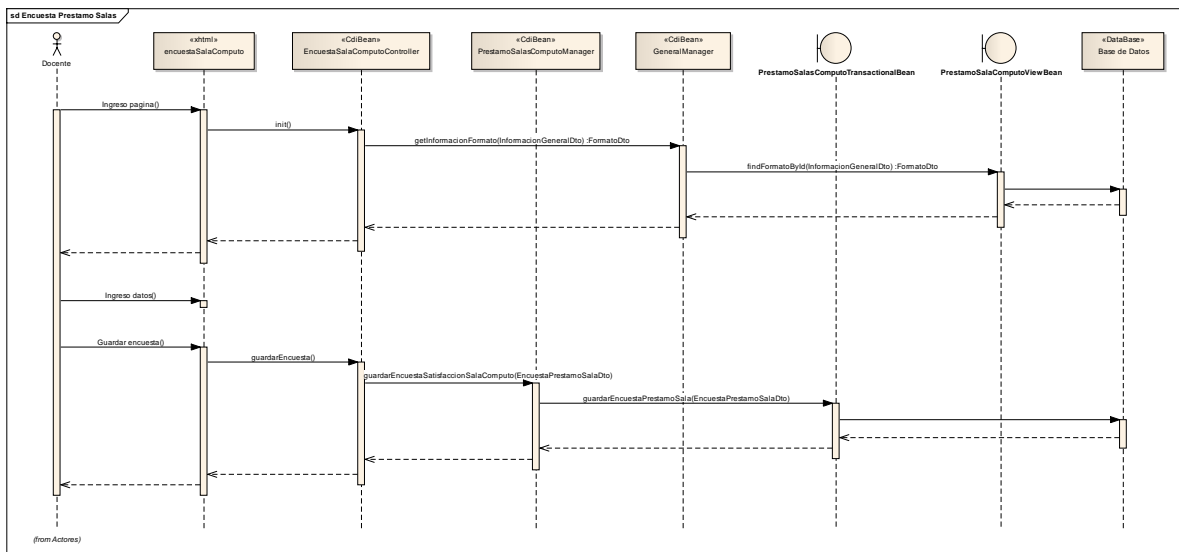 sd Encuesta Prestamo Salas
Docente
«xhtml»
encuestaSalaComputo
«CdiBean»
EncuestaSalaComputoController
«CdiBean»
PrestamoSalasComputoManager
«CdiBean»
GeneralManager
PrestamoSalasComputoTransactionalBean
PrestamoSalaComputoViewBean
«DataBase»
Base de Datos
Ingreso pagina()
init()
getInformacionFormato(InformacionGeneralDto) :FormatoDto
findFormatoById(InformacionGeneralDto) :FormatoDto
Ingreso datos()
Guardar encuesta()
guardarEncuesta()
guardarEncuestaSatisfaccionSalaComputo(EncuestaPrestamoSalaDto)
guardarEncuestaPrestamoSala(EncuestaPrestamoSalaDto)
(from Actores)